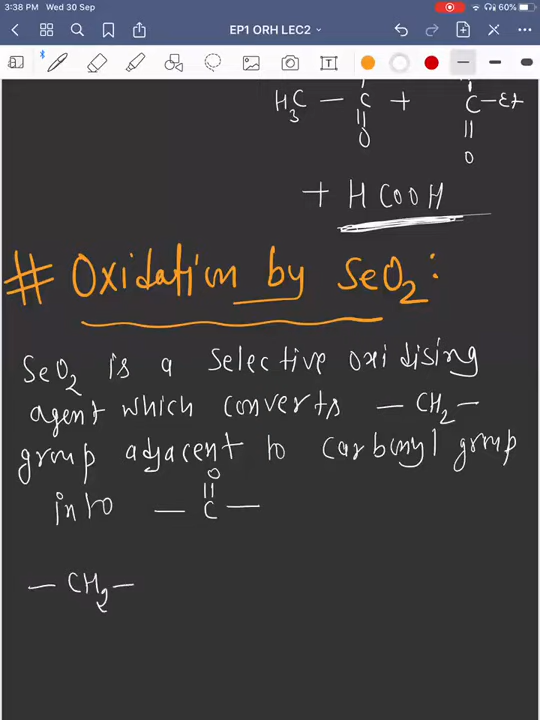 3:38 PM Wed 30 Sep
60%
EP1 ORH LEC2
T
H3C — C + C — Et
|| ||
O O
+ HCOOH
# Oxidation by SeO2:
SeO2 is a selective oxidising
agent which converts — CH2 —
group adjacent to carbonyl group
O
||
into — C —
— CH2 —